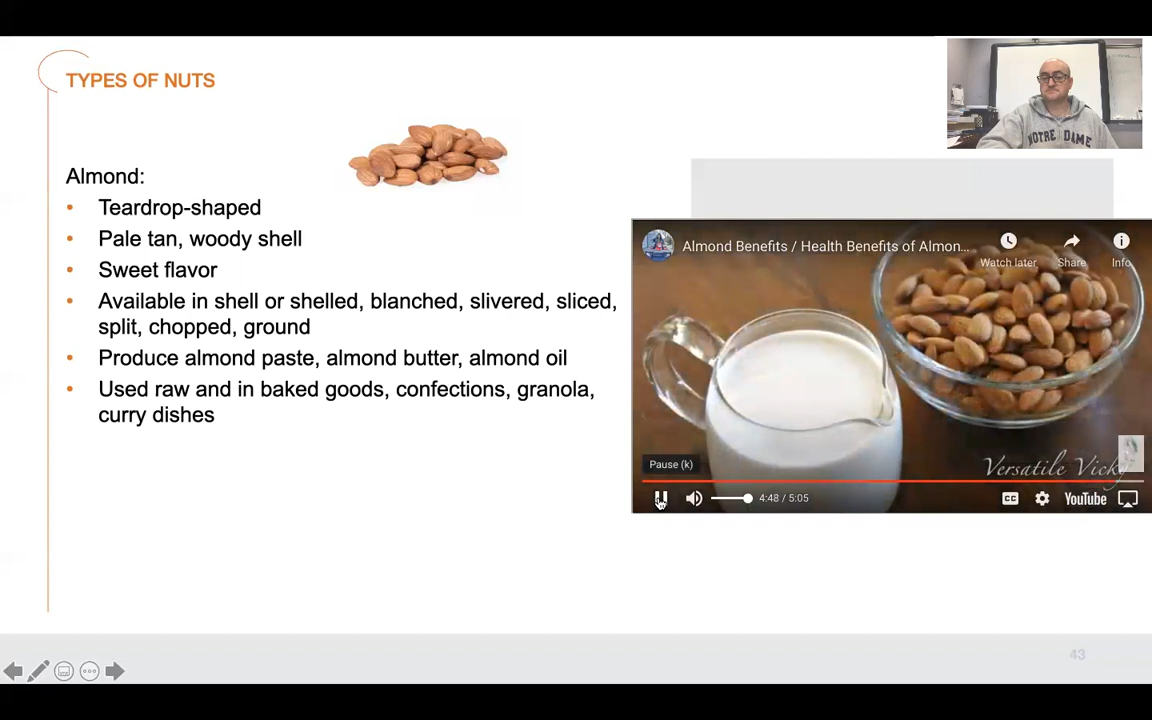 TYPES OF NUTS
NOTRE DAME
Almond:
• Teardrop-shaped
• Pale tan, woody shell
• Sweet flavor
• Available in shell or shelled, blanched, slivered, sliced,
split, chopped, ground
• Produce almond paste, almond butter, almond oil
• Used raw and in baked goods, confections, granola,
curry dishes
Almond Benefits / Health Benefits of Almon...
Watch later
Share
Info
Versatile Vicky
Pause (k)
4:48 / 5:05
CC
YouTube
43